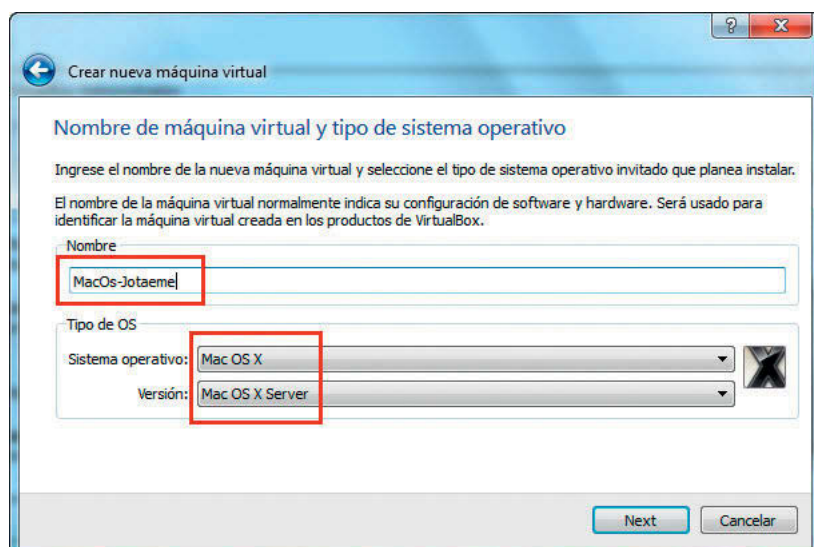 Crear nueva máquina virtual
Nombre de máquina virtual y tipo de sistema operativo
Ingrese el nombre de la nueva máquina virtual y seleccione el tipo de sistema operativo invitado que planea instalar.
El nombre de la máquina virtual normalmente indica su configuración de software y hardware. Será usado para
identificar la máquina virtual creada en los productos de VirtualBox.
Nombre
MacOs-Jotaeme
Tipo de OS
Sistema operativo: Mac OS X
Versión: Mac OS X Server
Next Cancelar